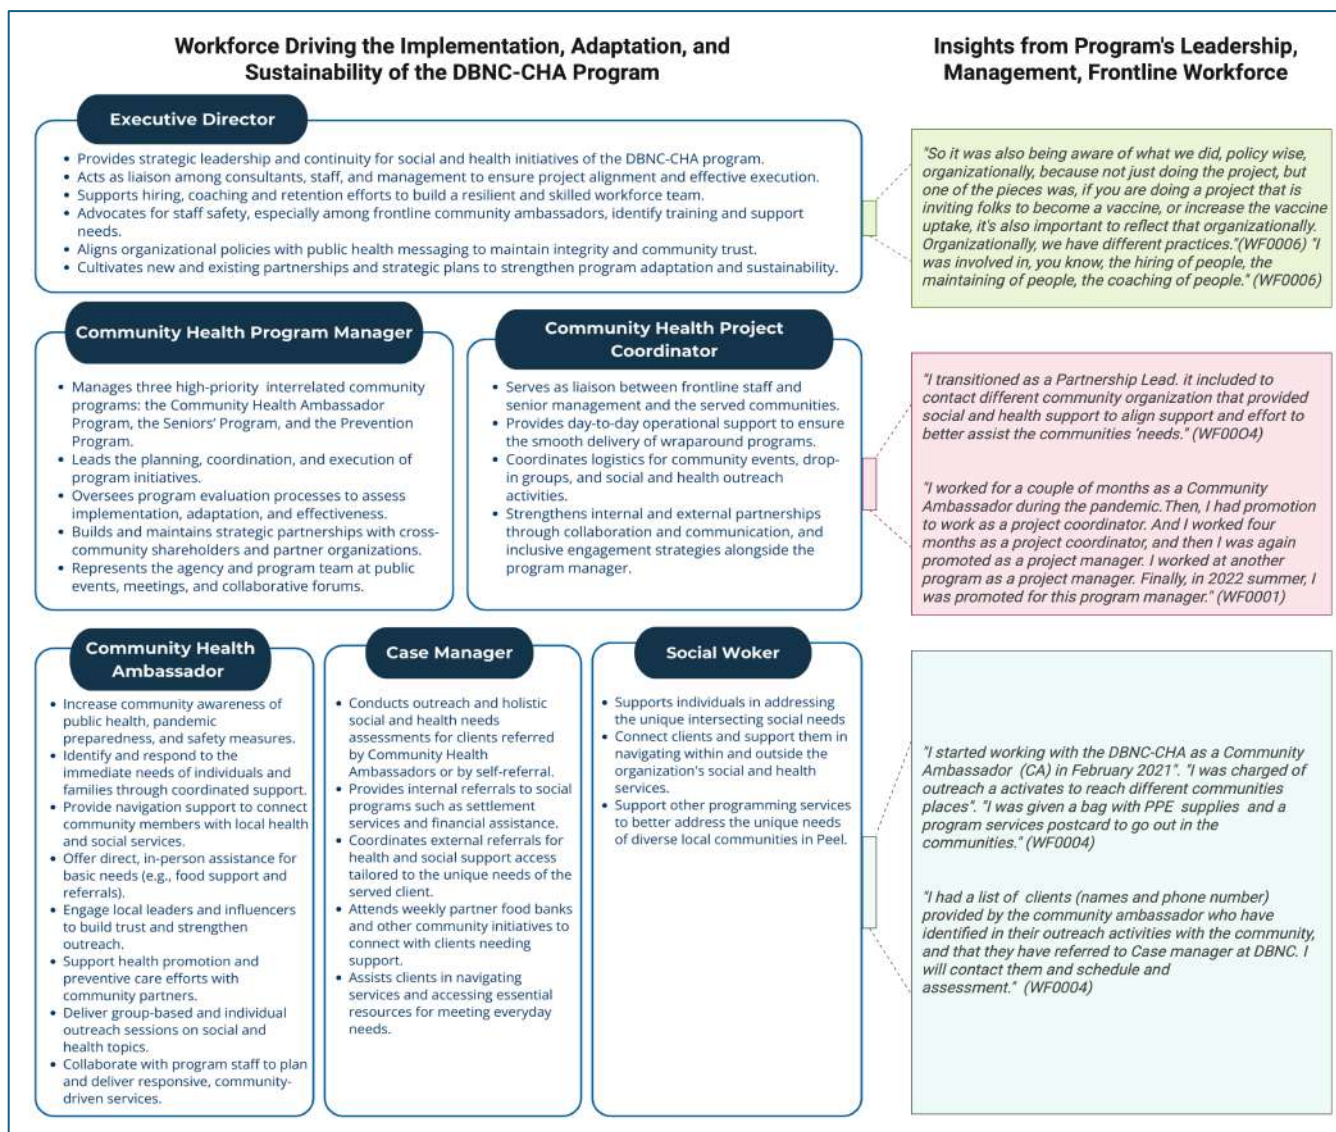 Workforce Driving the Implementation, Adaptation, and
Sustainability of the DBNC-CHA Program
Insights from Program's Leadership,
Management, Frontline Workforce
Executive Director
• Provides strategic leadership and continuity for social and health initiatives of the DBNC-CHA program.
• Acts as liaison among consultants, staff, and management to ensure project alignment and effective execution.
• Supports hiring, coaching and retention efforts to build a resilient and skilled workforce team.
• Advocates for staff safety, especially among frontline community ambassadors, identify training and support
needs.
• Aligns organizational policies with public health messaging to maintain integrity and community trust.
• Cultivates new and existing partnerships and strategic plans to strengthen program adaptation and sustainability.
"So it was also being aware of what we did, policy wise,
organizationally, because not just doing the project, but
one of the pieces was, if you are doing a project that is
inviting folks to become a vaccine, or increase the vaccine
uptake, it's also important to reflect that organizationally.
Organizationally, we have different practices."(WF0006) "I
was involved in, you know, the hiring of people, the
maintaining of people, the coaching of people." (WF0006)
Community Health Program Manager
• Manages three high-priority interrelated community
programs: the Community Health Ambassador
Program, the Seniors' Program, and the Prevention
Program.
• Leads the planning, coordination, and execution of
program initiatives.
• Oversees program evaluation processes to assess
implementation, adaptation, and effectiveness.
• Builds and maintains strategic partnerships with cross-
community shareholders and partner organizations.
• Represents the agency and program team at public
events, meetings, and collaborative forums.
Community Health Project
Coordinator
• Serves as liaison between frontline staff and
senior management and the served communities.
• Provides day-to-day operational support to ensure
the smooth delivery of wraparound programs.
• Coordinates logistics for community events, drop-
in groups, and social and health outreach
activities.
• Strengthens internal and external partnerships
through collaboration and communication, and
inclusive engagement strategies alongside the
program manager.
"I transitioned as a Partnership Lead. it included to
contact different community organization that provided
social and health support to align support and effort to
better assist the communities 'needs." (WF00O4)
"I worked for a couple of months as a Community
Ambassador during the pandemic.Then, I had promotion
to work as a project coordinator. And I worked four
months as a project coordinator, and then I was again
promoted as a project manager. I worked at another
program as a project manager. Finally, in 2022 summer, I
was promoted for this program manager." (WF0001)
Community Health
Ambassador
• Increase community awareness of
public health, pandemic
preparedness, and safety measures.
• Identify and respond to the
immediate needs of individuals and
families through coordinated support.
• Provide navigation support to connect
community members with local health
and social services.
• Offer direct, in-person assistance for
basic needs (e.g., food support and
referrals).
• Engage local leaders and influencers
to build trust and strengthen
outreach.
• Support health promotion and
preventive care efforts with
community partners.
• Deliver group-based and individual
outreach sessions on social and
health topics.
• Collaborate with program staff to plan
and deliver responsive, community-
driven services.
Case Manager
• Conducts outreach and holistic
social and health needs
assessments for clients referred
by Community Health
Ambassadors or by self-referral.
• Provides internal referrals to social
programs such as settlement
services and financial assistance.
• Coordinates external referrals for
health and social support access
tailored to the unique needs of the
served client.
• Attends weekly partner food banks
and other community initiatives to
connect with clients needing
support.
• Assists clients in navigating
services and accessing essential
resources for meeting everyday
needs.
Social Woker
• Supports individuals in addressing
the unique intersecting social needs
• Connect clients and support them in
navigating within and outside the
organization's social and health
services.
• Support other programming services
to better address the unique needs
of diverse local communities in Peel.
"I started working with the DBNC-CHA as a Community
Ambassador (CA) in February 2021". "I was charged of
outreach a activates to reach different communities
places". "I was given a bag with PPE supplies and a
program services postcard to go out in the
communities." (WF0004)
"I had a list of clients (names and phone number)
provided by the community ambassador who have
identified in their outreach activities with the community,
and that they have referred to Case manager at DBNC. I
will contact them and schedule and
assessment." (WF0004)